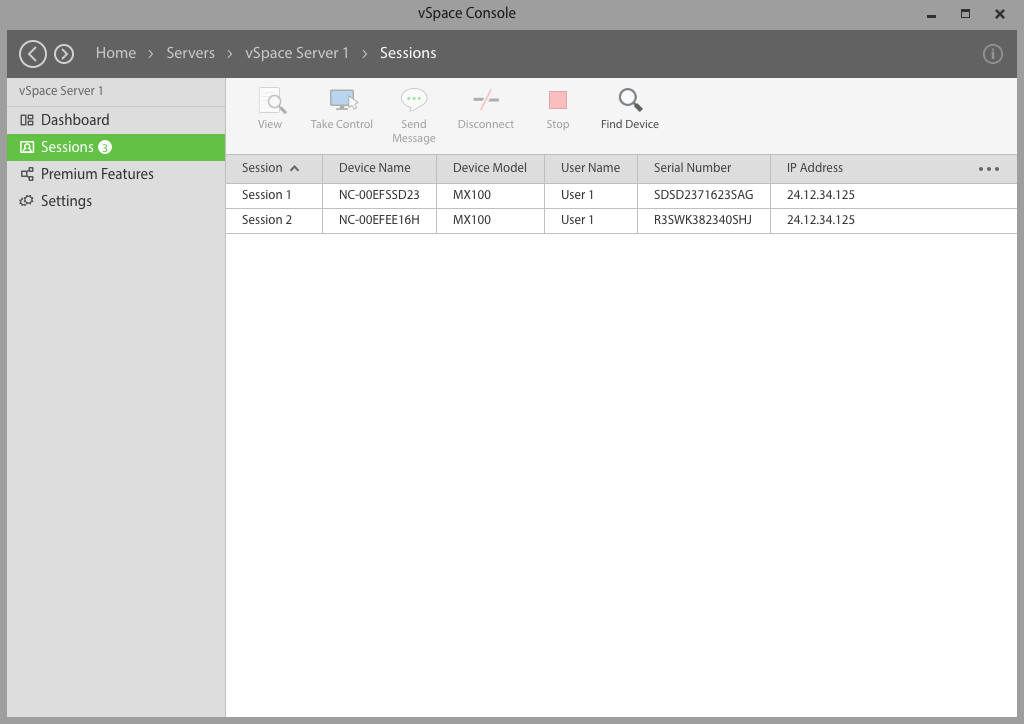 vSpace Console
Home > Servers > vSpace Server 1 > Sessions
vSpace Server 1
Dashboard
Sessions 3
Premium Features
Settings
View
Take Control
Send
Message
Disconnect
Stop
Find Device
Session Device Name Device Model User Name Serial Number IP Address
Session 1 NC-00EFSSD23 MX100 User 1 SDSD2371623SAG 24.12.34.125
Session 2 NC-00EFEE16H MX100 User 1 R3SWK382340SHJ 24.12.34.125